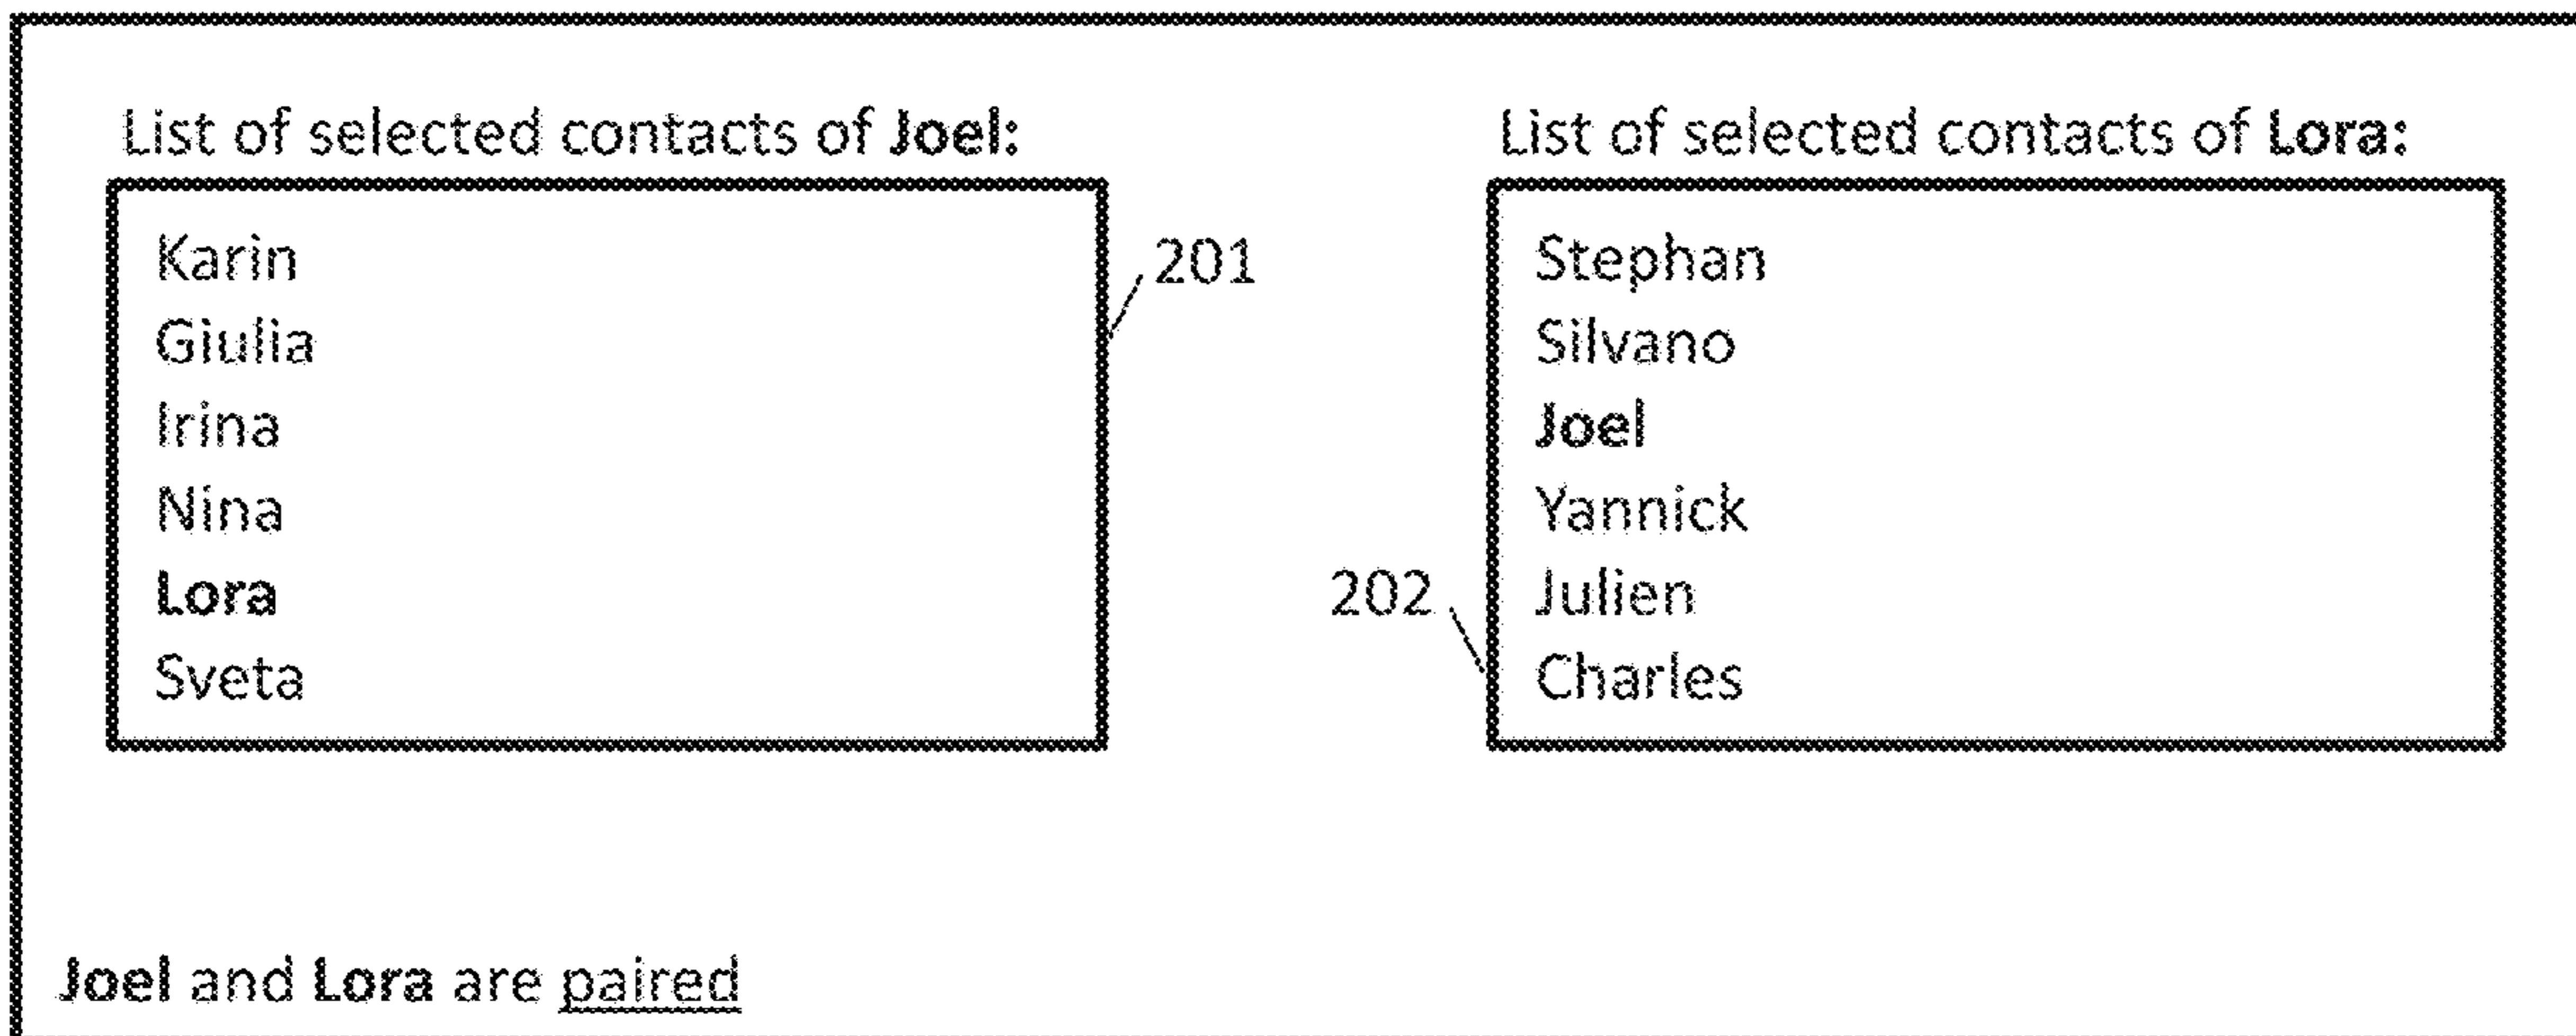 List of selected contacts of Joel:
Karin
Giulia
Irina
Nina
Lora
Sveta
201
List of selected contacts of Lora:
Stephan
Silvano
Joel
Yannick
Julien
Charles
202
Joel and Lora are paired